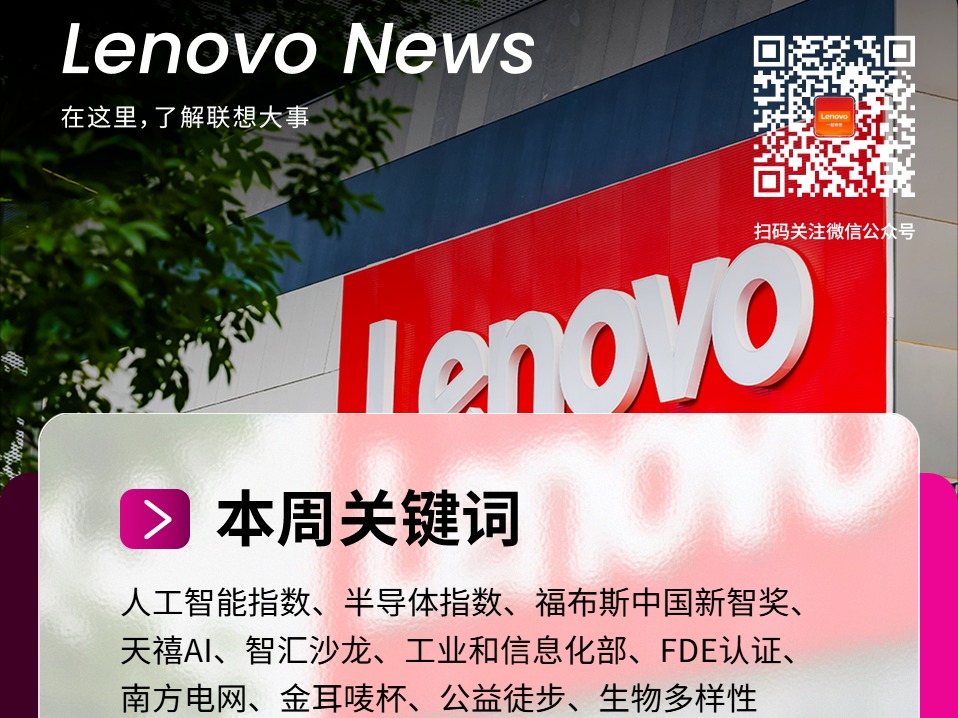 Lenovo News
在这里，了解联想大事
Lenovo
扫码关注微信公众号
Lenovo
本周关键词
人工智能指数、半导体指数、福布斯中国新智奖、
天禧AI、智汇沙龙、工业和信息化部、FDE认证、
南方电网、金耳唛杯、公益徒步、生物多样性